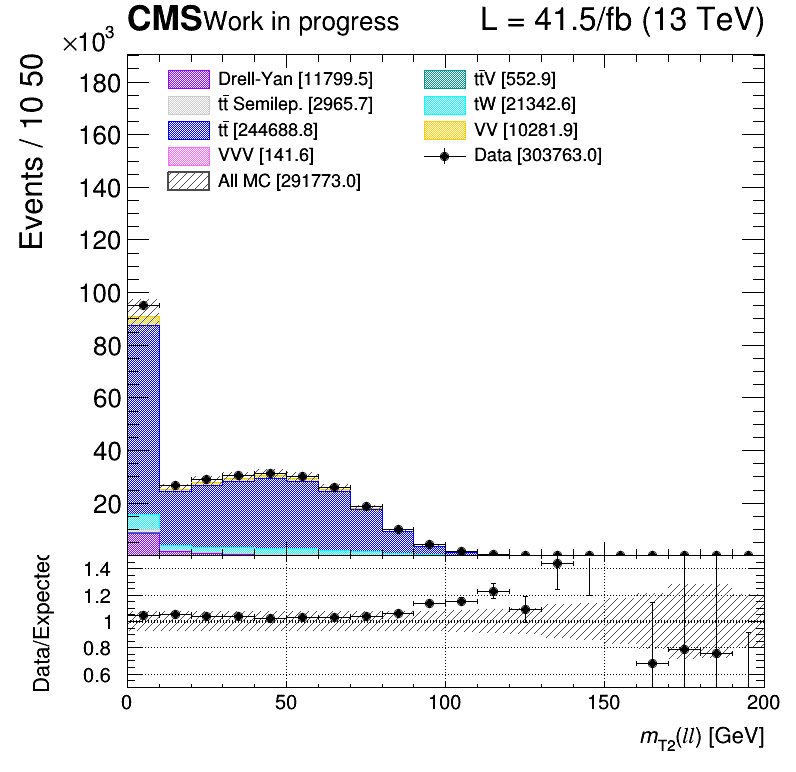 CMS Work in progress L = 41.5/fb (13 TeV)
×10³
Events / 10 50
Drell-Yan [11799.5]
tt̄ Semilep. [2965.7]
tt̄ [244688.8]
VVV [141.6]
All MC [291773.0]
tt̄V [552.9]
tW [21342.6]
VV [10281.9]
Data [303763.0]
180
160
140
120
100
80
60
40
20
Data/Expected
1.4
1.2
1
0.8
0.6
0 50 100 150 200
m_T2(ll) [GeV]